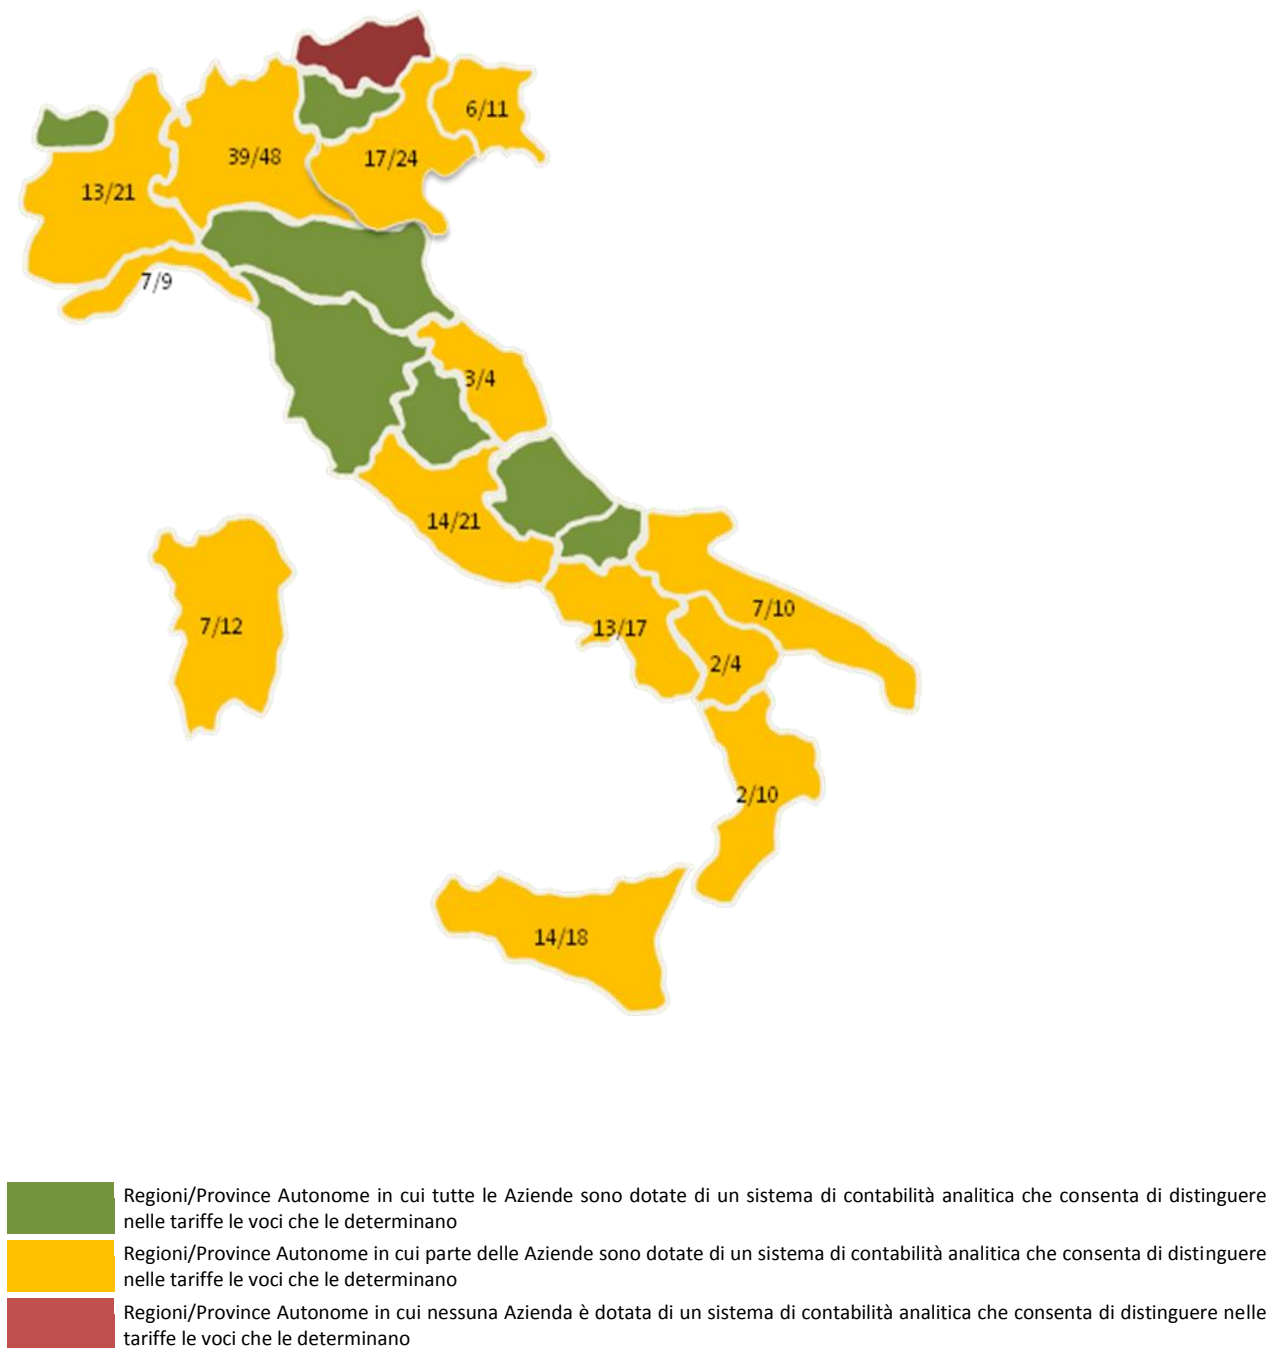 6/11
39/48
17/24
13/21
7/9
3/4
14/21
7/10
7/12
13/17
2/4
2/10
14/18
Regioni/Province Autonome in cui tutte le Aziende sono dotate di un sistema di contabilità analitica che consenta di distinguere
nelle tariffe le voci che le determinano
Regioni/Province Autonome in cui parte delle Aziende sono dotate di un sistema di contabilità analitica che consenta di distinguere
nelle tariffe le voci che le determinano
Regioni/Province Autonome in cui nessuna Azienda è dotata di un sistema di contabilità analitica che consenta di distinguere nelle
tariffe le voci che le determinano